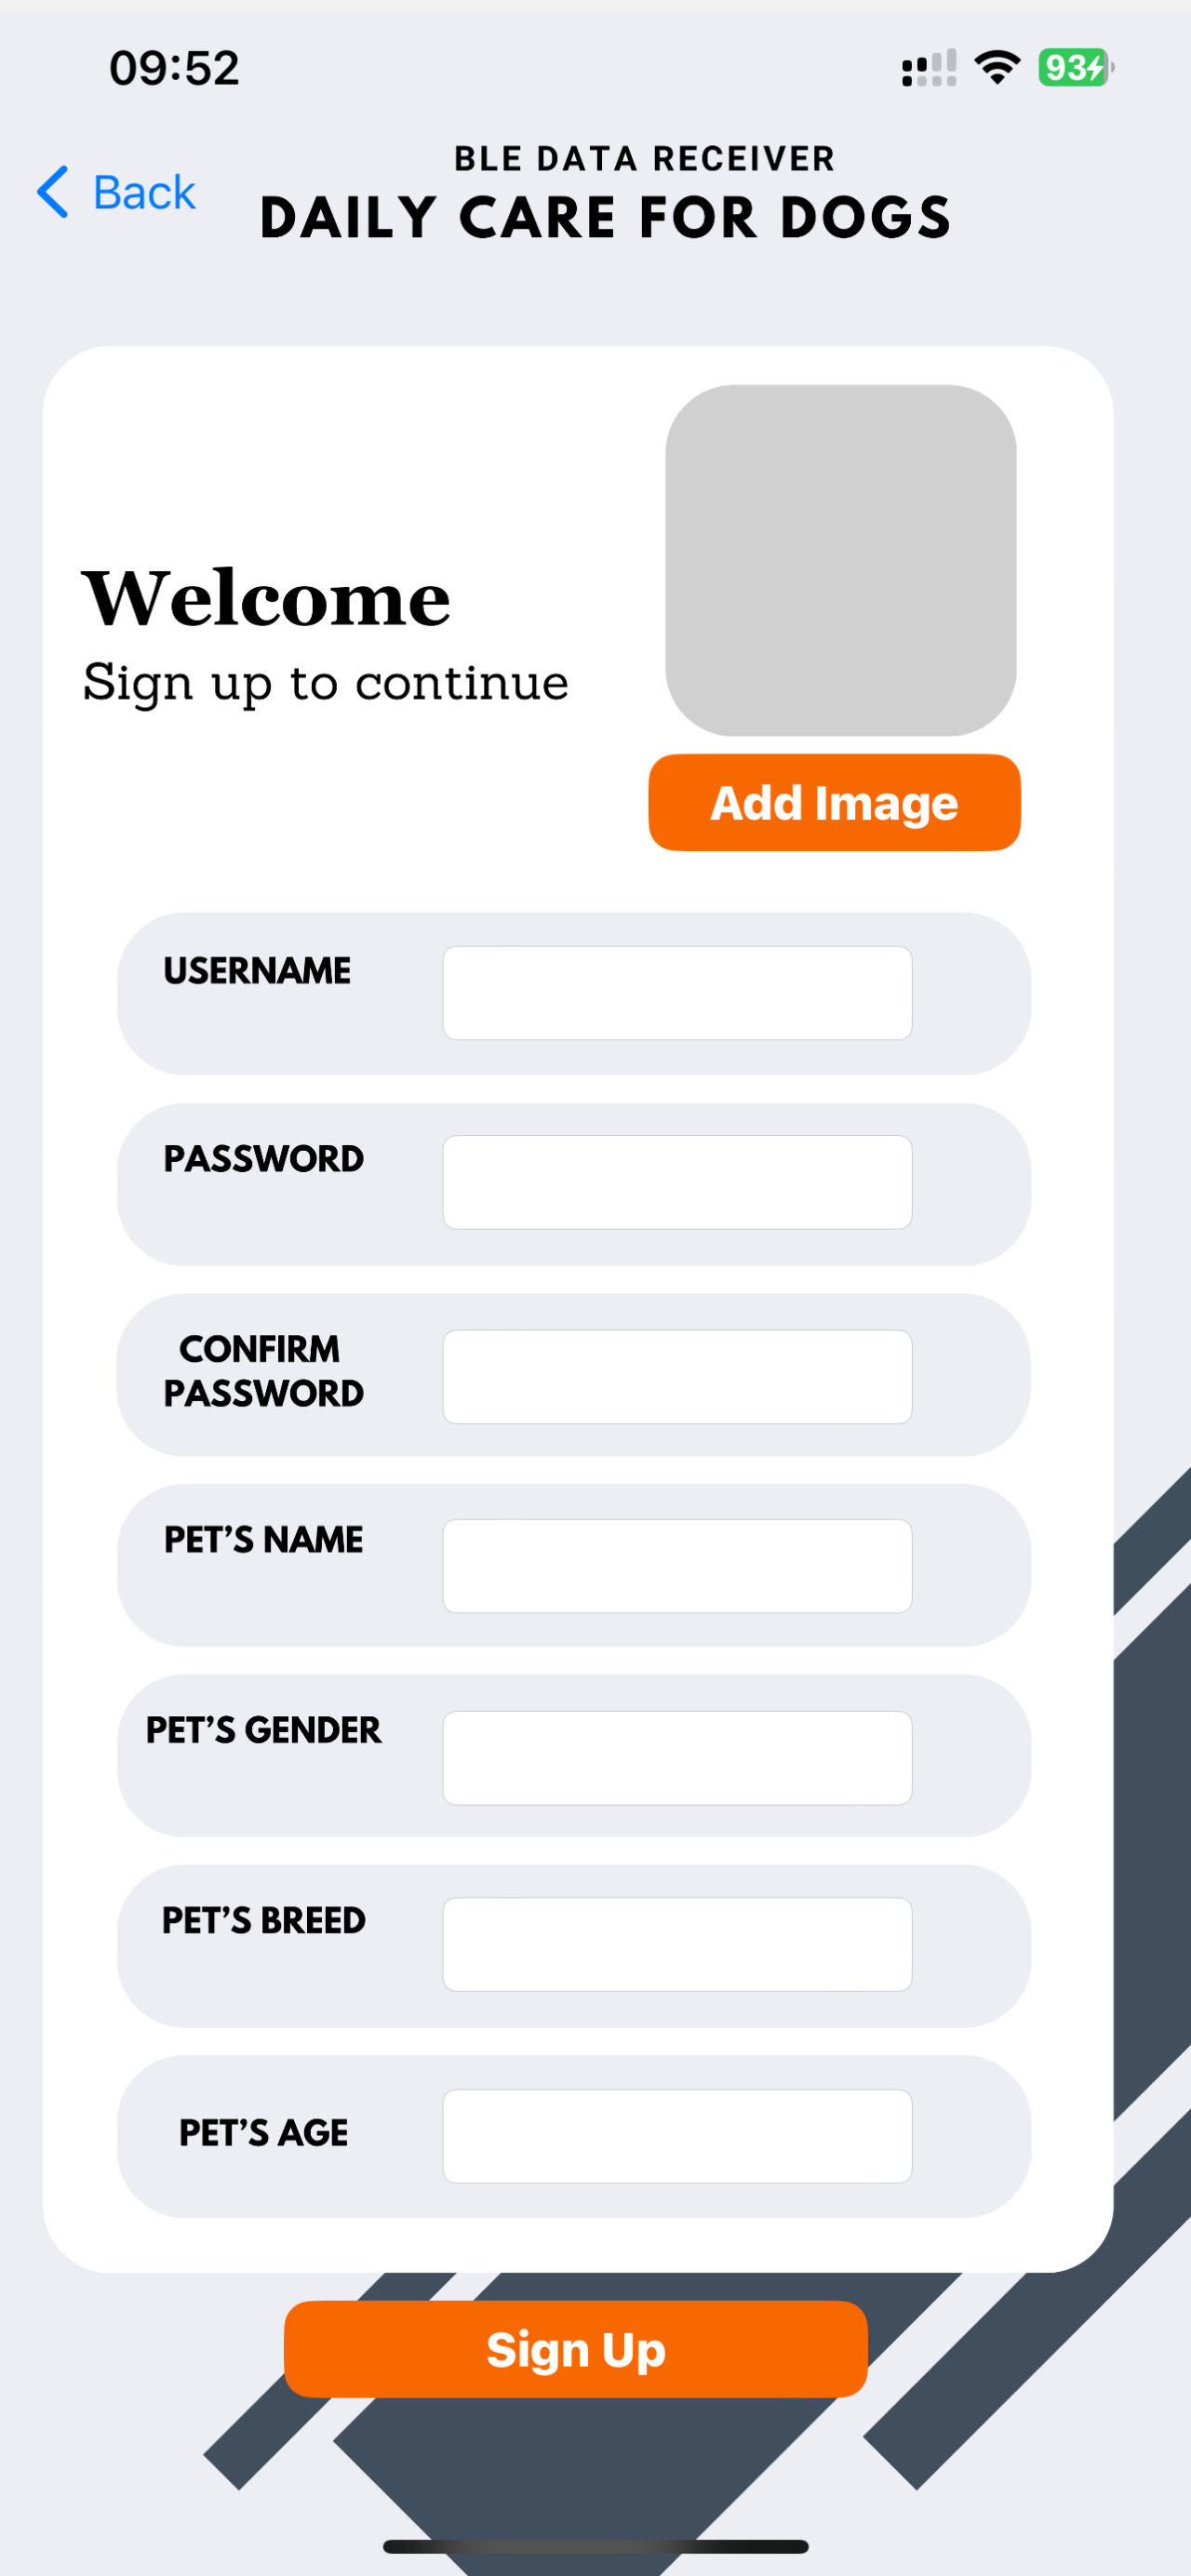 09:52
93
Back
BLE DATA RECEIVER
DAILY CARE FOR DOGS
Welcome
Sign up to continue
Add Image
USERNAME
PASSWORD
CONFIRM
PASSWORD
PET’S NAME
PET’S GENDER
PET’S BREED
PET’S AGE
Sign Up